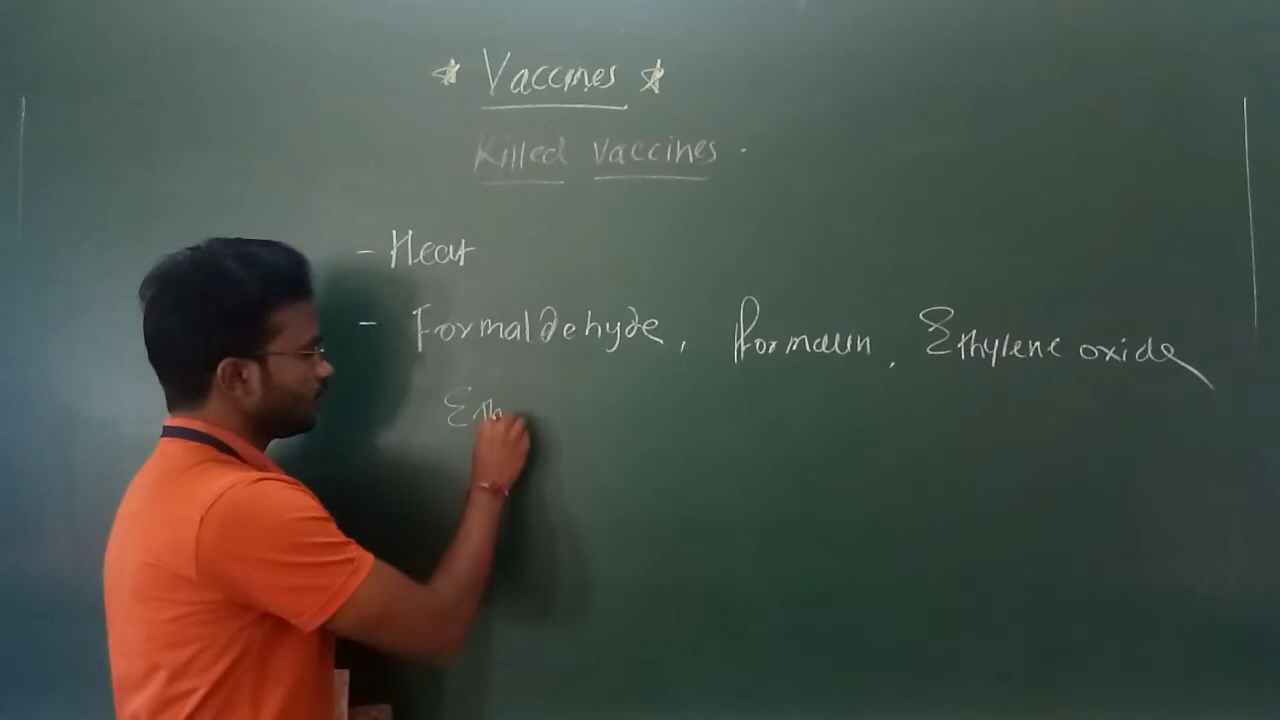 * Vaccines *
Killed vaccines.
- Heat
- Formaldehyde, formalin, Ethylene oxide
Eth